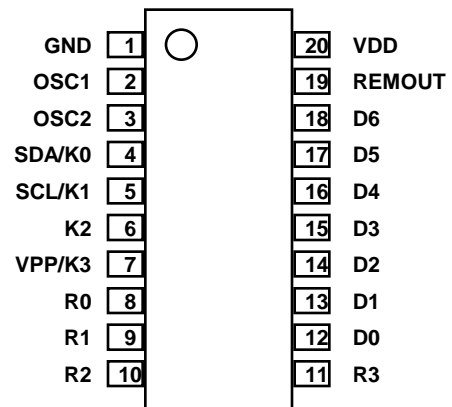 GND 1 20 VDD
OSC1 2 19 REMOUT
OSC2 3 18 D6
SDA/K0 4 17 D5
SCL/K1 5 16 D4
K2 6 15 D3
VPP/K3 7 14 D2
R0 8 13 D1
R1 9 12 D0
R2 10 11 R3